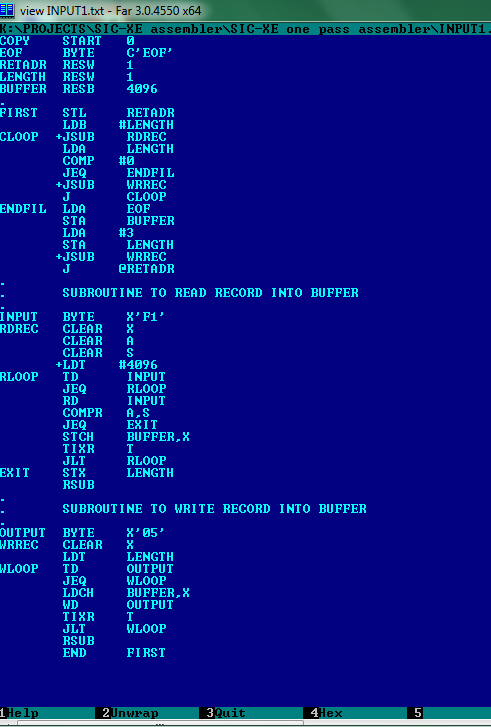 view INPUT1.txt - Far 3.0.4550 x64
K:\PROJECTS\SIC-XE assembler\SIC-XE one pass assembler\INPUT1.
COPY    START   0
EOF     BYTE    C'EOF'
RETADR  RESW    1
LENGTH  RESW    1
BUFFER  RESB    4096
.
FIRST   STL     RETADR
        LDB    #LENGTH
CLOOP  +JSUB    RDREC
        LDA     LENGTH
        COMP   #0
        JEQ     ENDFIL
       +JSUB    WRREC
        J       CLOOP
ENDFIL  LDA     EOF
        STA     BUFFER
        LDA    #3
        STA     LENGTH
       +JSUB    WRREC
        J      @RETADR
.
.       SUBROUTINE TO READ RECORD INTO BUFFER
.
INPUT   BYTE    X'F1'
RDREC   CLEAR   X
        CLEAR   A
        CLEAR   S
       +LDT    #4096
RLOOP   TD      INPUT
        JEQ     RLOOP
        RD      INPUT
        COMPR   A,S
        JEQ     EXIT
        STCH    BUFFER,X
        TIXR    T
        JLT     RLOOP
EXIT    STX     LENGTH
        RSUB
.
.       SUBROUTINE TO WRITE RECORD INTO BUFFER
.
OUTPUT  BYTE    X'05'
WRREC   CLEAR   X
        LDT     LENGTH
WLOOP   TD      OUTPUT
        JEQ     WLOOP
        LDCH    BUFFER,X
        WD      OUTPUT
        TIXR    T
        JLT     WLOOP
        RSUB
        END     FIRST
1Help 2Unwrap 3Quit 4Hex 5